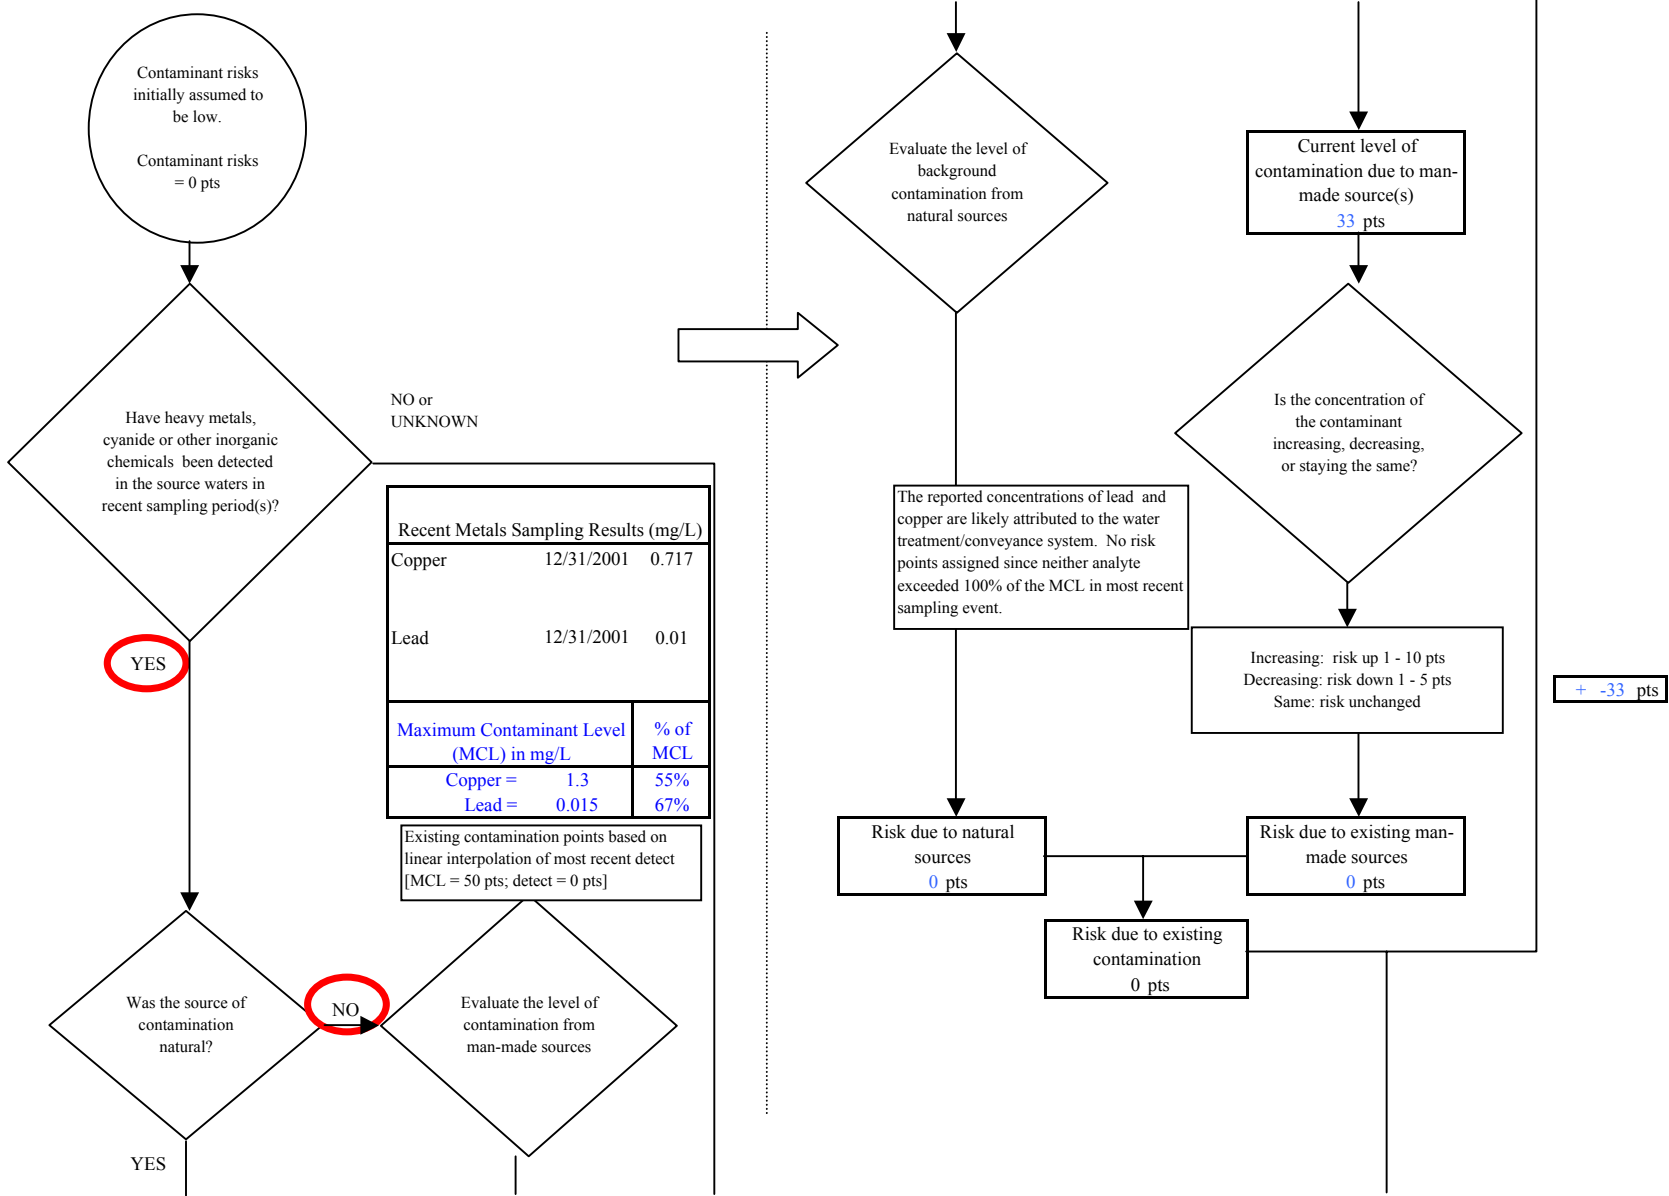 Contaminant risks
initially assumed to
be low.
Contaminant risks
= 0 pts
Have heavy metals,
cyanide or other inorganic
chemicals been detected
in the source waters in
recent sampling period(s)?
NO or
UNKNOWN
YES
Recent Metals Sampling Results (mg/L)
Copper 12/31/2001 0.717
Lead 12/31/2001 0.01
Maximum Contaminant Level
(MCL) in mg/L
% of
MCL
Copper = 1.3 55%
Lead = 0.015 67%
Existing contamination points based on
linear interpolation of most recent detect
[MCL = 50 pts; detect = 0 pts]
Was the source of
contamination
natural?
NO
Evaluate the level of
contamination from
man-made sources
YES
Evaluate the level of
background
contamination from
natural sources
The reported concentrations of lead and
copper are likely attributed to the water
treatment/conveyance system. No risk
points assigned since neither analyte
exceeded 100% of the MCL in most recent
sampling event.
Risk due to natural
sources
0 pts
Current level of
contamination due to man-
made source(s)
33 pts
Is the concentration of
the contaminant
increasing, decreasing,
or staying the same?
Increasing: risk up 1 - 10 pts
Decreasing: risk down 1 - 5 pts
Same: risk unchanged
+ -33 pts
Risk due to existing man-
made sources
0 pts
Risk due to existing
contamination
0 pts